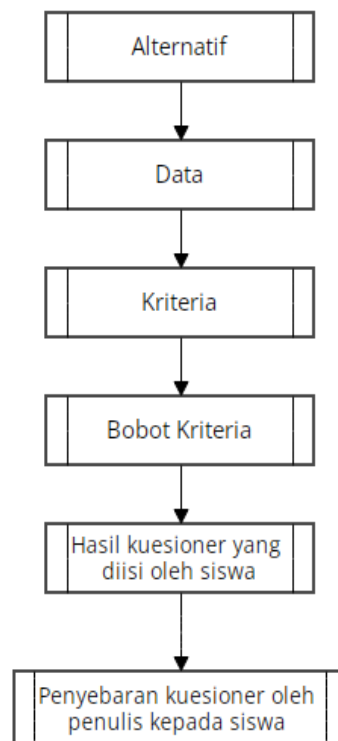 Alternatif
Data
Kriteria
Bobot Kriteria
Hasil kuesioner yang
diisi oleh siswa
Penyebaran kuesioner oleh
penulis kepada siswa